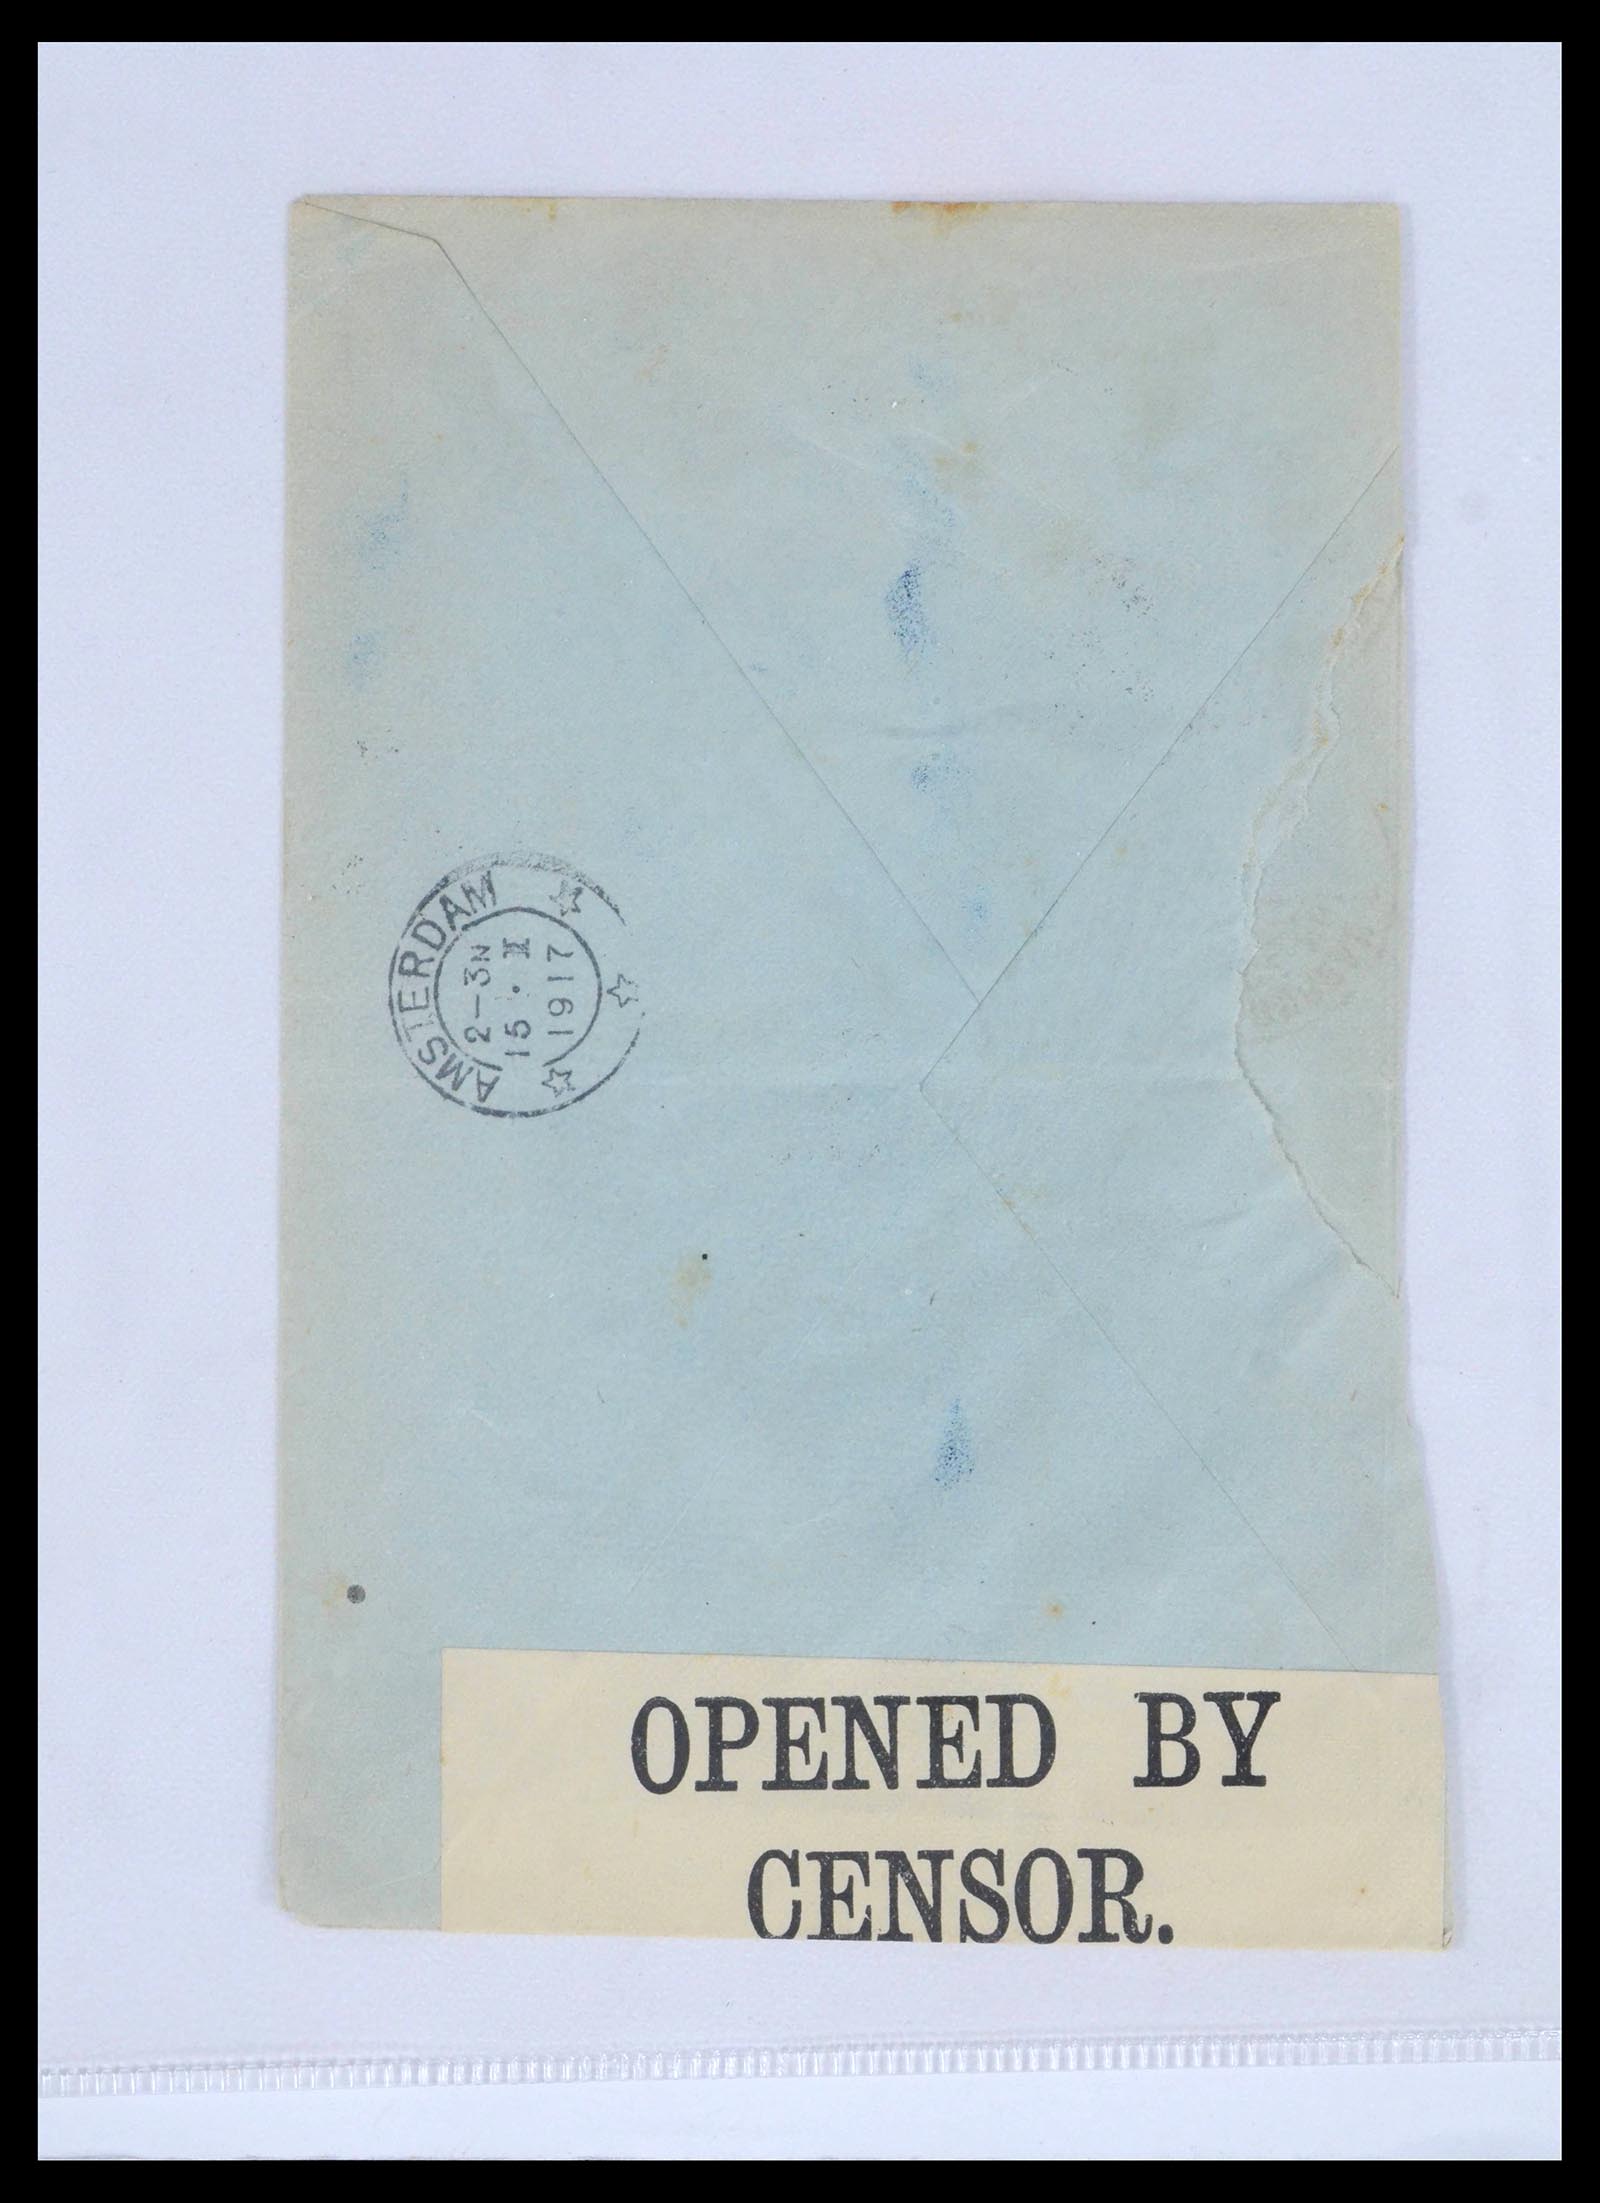 AMSTERDAM
2-3N
15 . II
1917
OPENED BY
CENSOR.